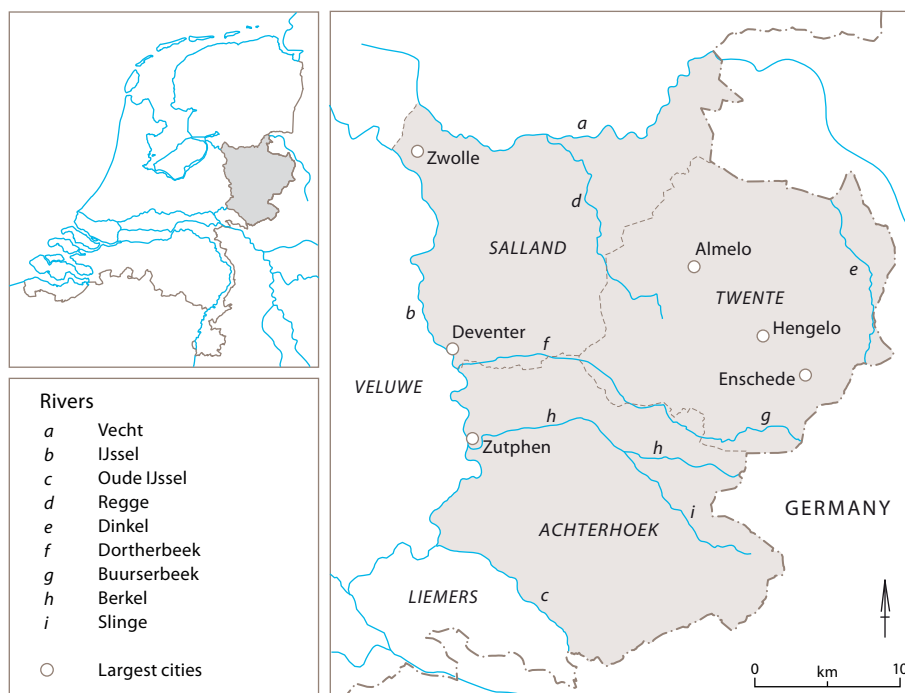 Rivers
a Vecht
b IJssel
c Oude IJssel
d Regge
e Dinkel
f Dortherbeek
g Buurserbeek
h Berkel
i Slinge
Largest cities
a
Zwolle
d
SALLAND
Almelo
e
TWENTE
b
Deventer
Hengelo
f
Enschede
VELUWE
h
g
Zutphen
h
GERMANY
i
ACHTERHOEK
LIEMERS
c
0 km 10